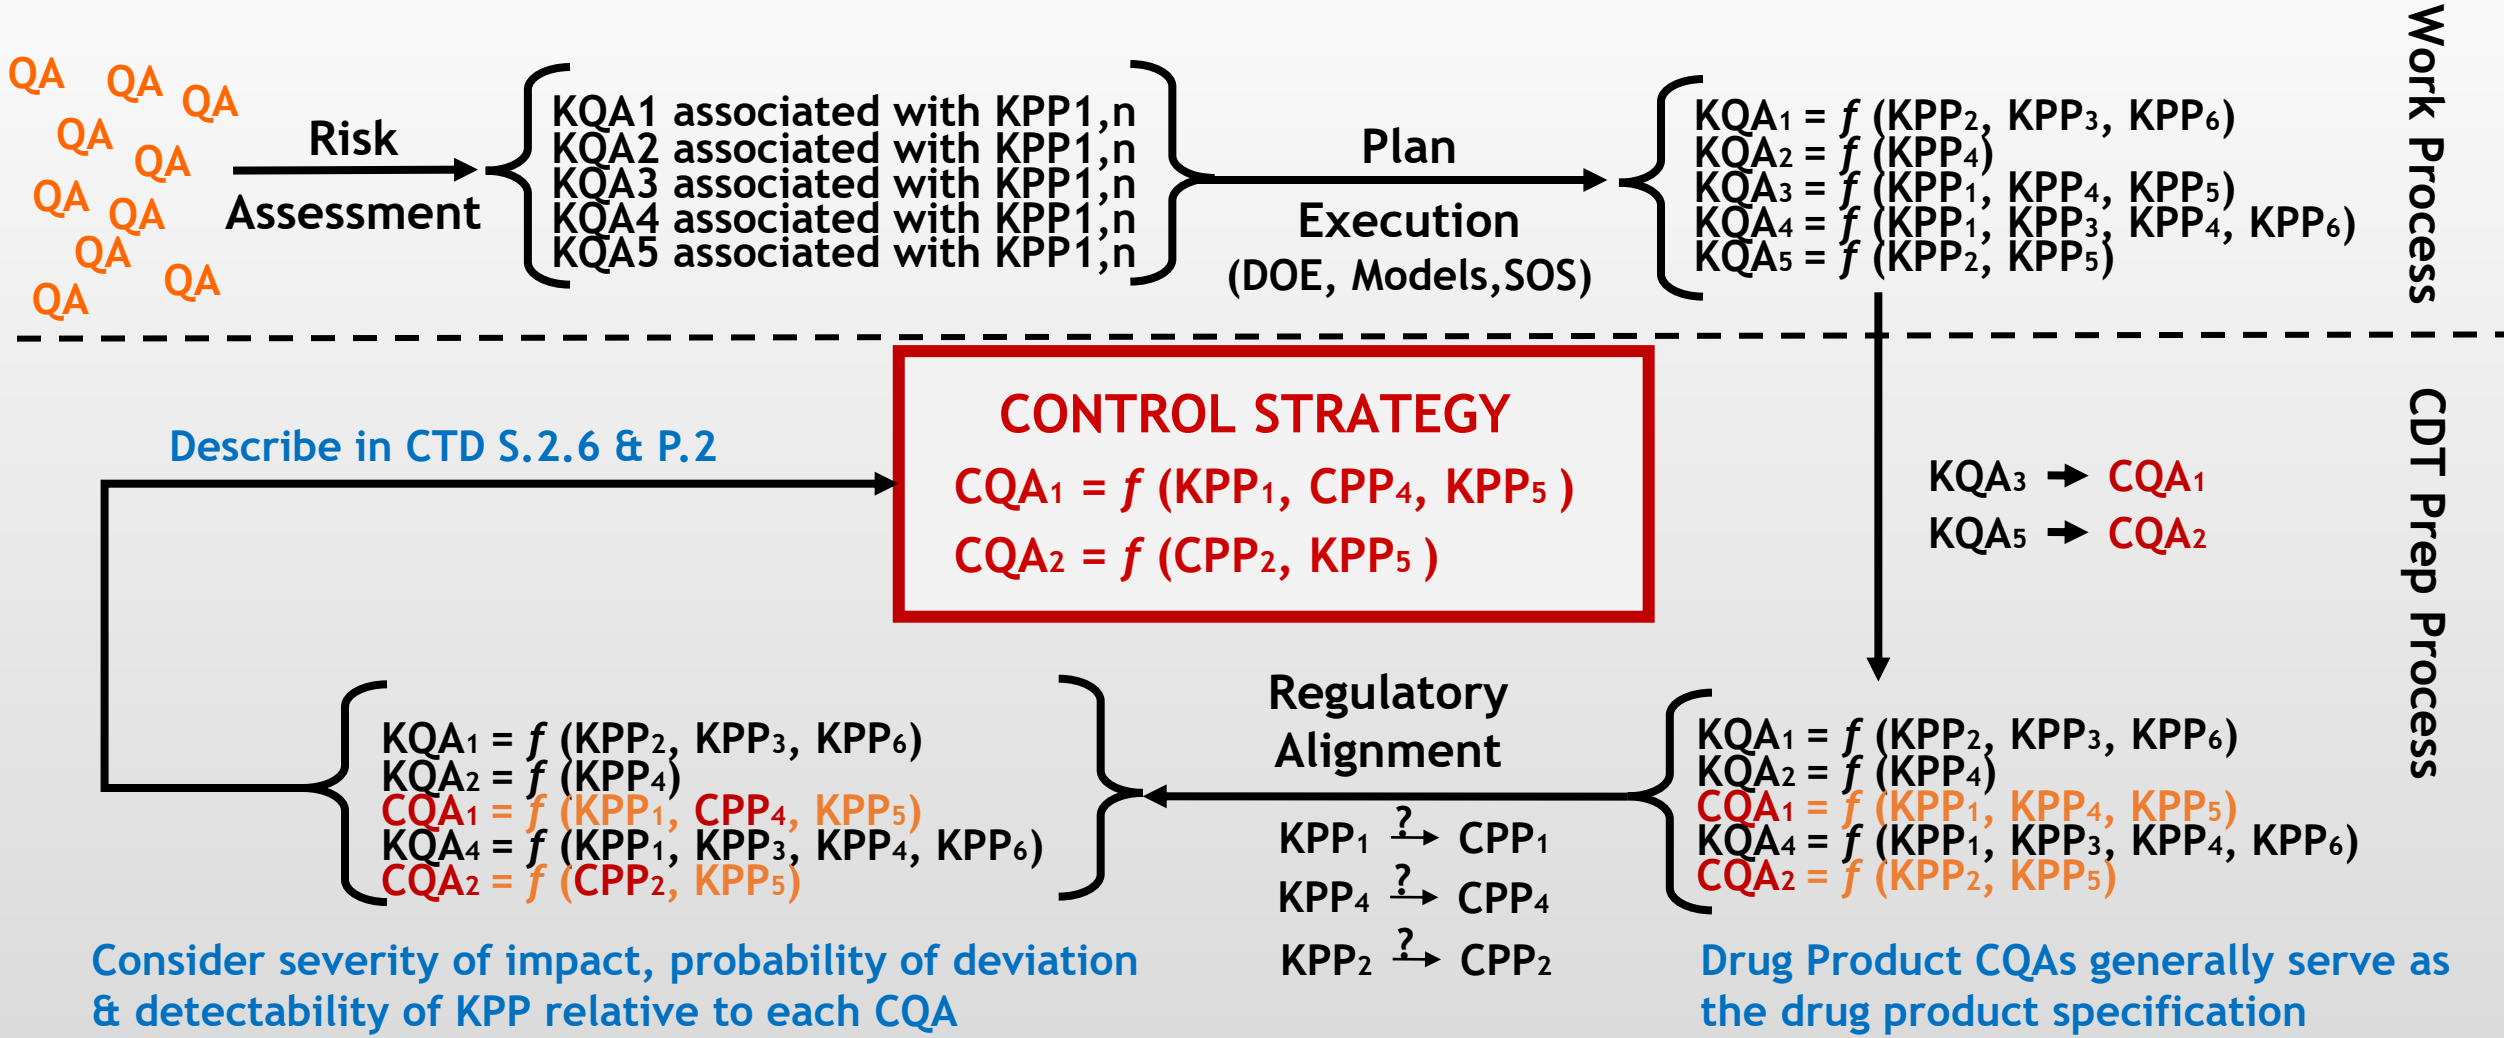 QA
QA
QA
QA
QA
QA
QA
QA
QA
QA
Risk
Assessment
KQA1 associated with KPP1,n
KQA2 associated with KPP1,n
KQA3 associated with KPP1,n
KQA4 associated with KPP1,n
KQA5 associated with KPP1,n
Plan
Execution
(DOE, Models,SOS)
KQA₁ = ƒ (KPP₂, KPP₃, KPP₆)
KQA₂ = ƒ (KPP₄)
KQA₃ = ƒ (KPP₁, KPP₄, KPP₅)
KQA₄ = ƒ (KPP₁, KPP₃, KPP₄, KPP₆)
KQA₅ = ƒ (KPP₂, KPP₅)
Work Process
CONTROL STRATEGY
CQA₁ = ƒ (KPP₁, CPP₄, KPP₅ )
CQA₂ = ƒ (CPP₂, KPP₅ )
Describe in CTD S.2.6 & P.2
KQA₃ → CQA₁
KQA₅ → CQA₂
CDT Prep Process
KQA₁ = ƒ (KPP₂, KPP₃, KPP₆)
KQA₂ = ƒ (KPP₄)
CQA₁ = ƒ (KPP₁, CPP₄, KPP₅)
KQA₄ = ƒ (KPP₁, KPP₃, KPP₄, KPP₆)
CQA₂ = ƒ (CPP₂, KPP₅)
Regulatory
Alignment
KPP₁ ?→ CPP₁
KPP₄ ?→ CPP₄
KPP₂ ?→ CPP₂
KQA₁ = ƒ (KPP₂, KPP₃, KPP₆)
KQA₂ = ƒ (KPP₄)
CQA₁ = ƒ (KPP₁, KPP₄, KPP₅)
KQA₄ = ƒ (KPP₁, KPP₃, KPP₄, KPP₆)
CQA₂ = ƒ (KPP₂, KPP₅)
Consider severity of impact, probability of deviation
& detectability of KPP relative to each CQA
Drug Product CQAs generally serve as
the drug product specification